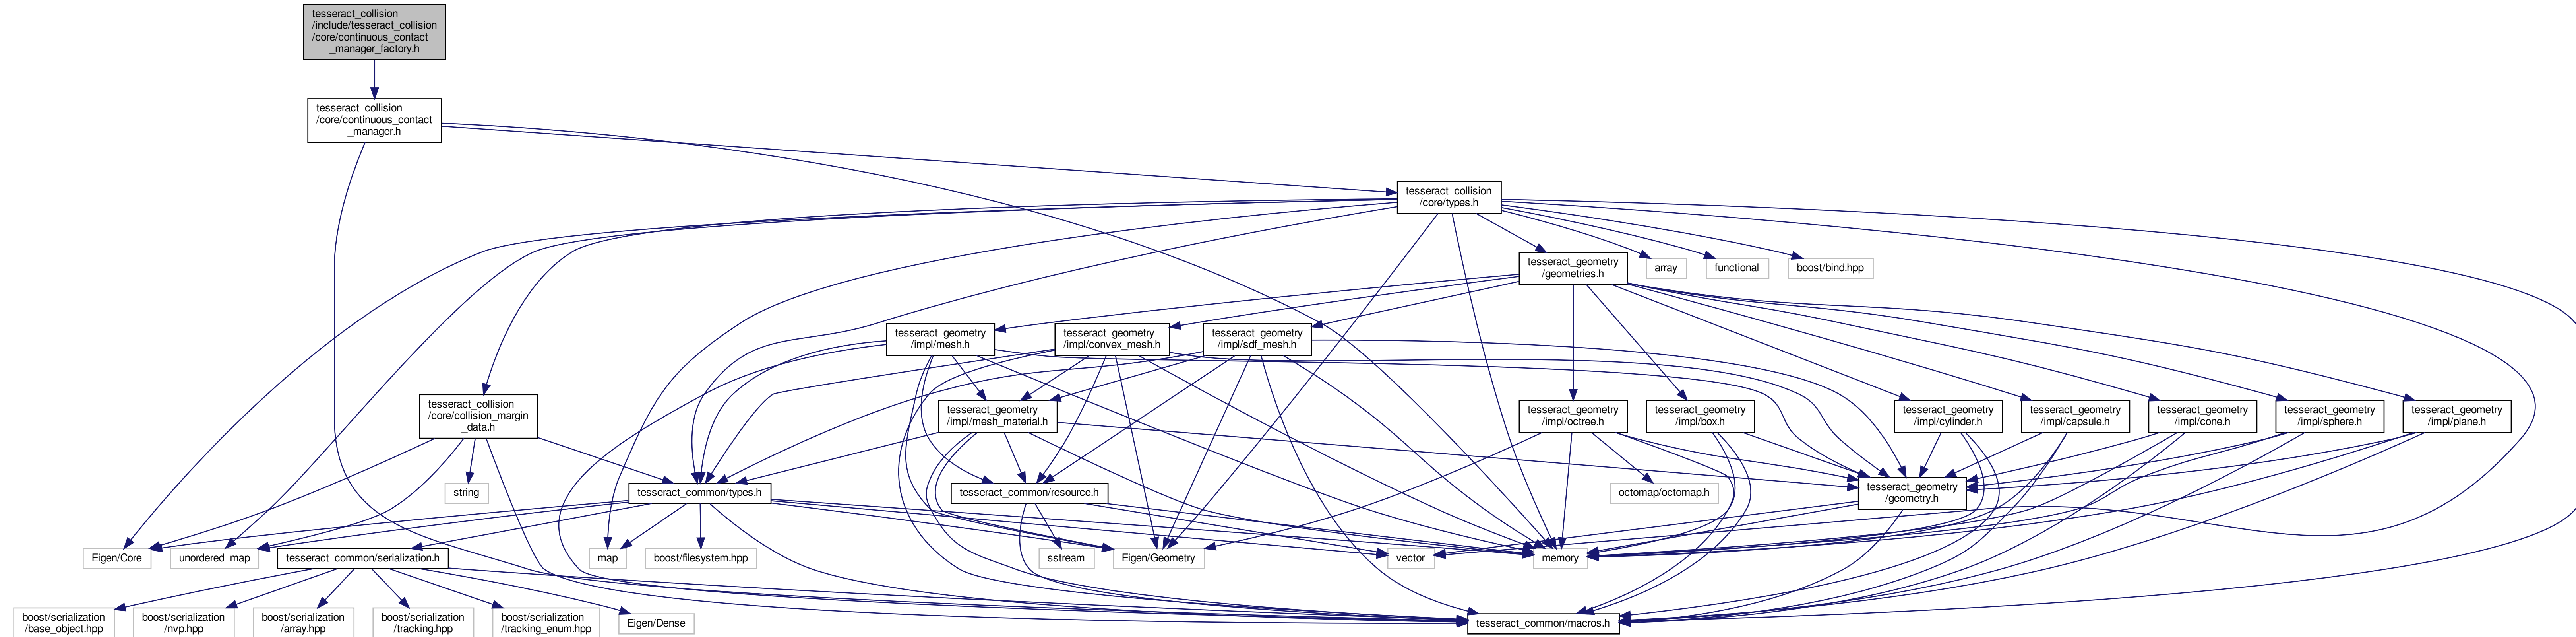 tesseract_collision
/include/tesseract_collision
/core/continuous_contact
_manager_factory.h
tesseract_collision
/core/continuous_contact
_manager.h
tesseract_collision
/core/types.h
tesseract_geometry
/geometries.h
array
functional
boost/bind.hpp
tesseract_geometry
/impl/mesh.h
tesseract_geometry
/impl/convex_mesh.h
tesseract_geometry
/impl/sdf_mesh.h
tesseract_collision
/core/collision_margin
_data.h
tesseract_geometry
/impl/mesh_material.h
tesseract_geometry
/impl/octree.h
tesseract_geometry
/impl/box.h
tesseract_geometry
/impl/cylinder.h
tesseract_geometry
/impl/capsule.h
tesseract_geometry
/impl/cone.h
tesseract_geometry
/impl/sphere.h
tesseract_geometry
/impl/plane.h
string
tesseract_common/types.h
tesseract_common/resource.h
octomap/octomap.h
tesseract_geometry
/geometry.h
Eigen/Core
unordered_map
tesseract_common/serialization.h
map
boost/filesystem.hpp
sstream
Eigen/Geometry
vector
memory
boost/serialization
/base_object.hpp
boost/serialization
/nvp.hpp
boost/serialization
/array.hpp
boost/serialization
/tracking.hpp
boost/serialization
/tracking_enum.hpp
Eigen/Dense
tesseract_common/macros.h